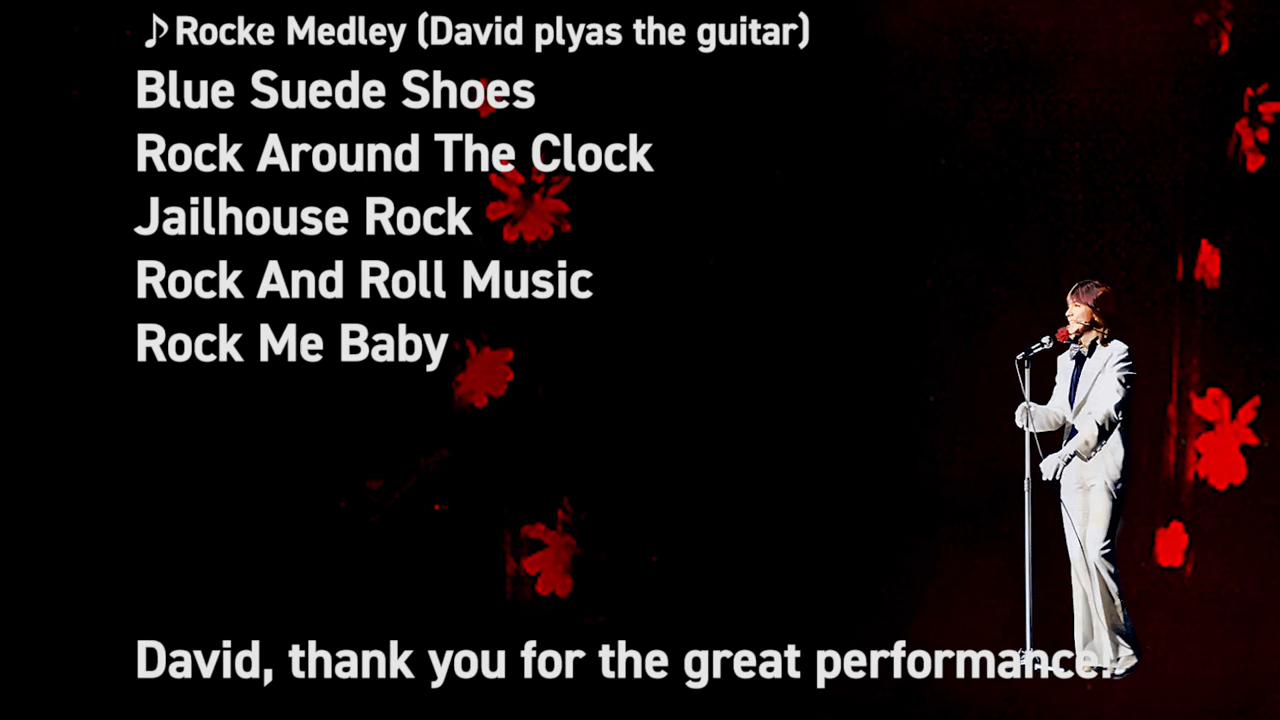 ♪Rocke Medley (David plyas the guitar)
Blue Suede Shoes
Rock Around The Clock
Jailhouse Rock
Rock And Roll Music
Rock Me Baby
David, thank you for the great performance.